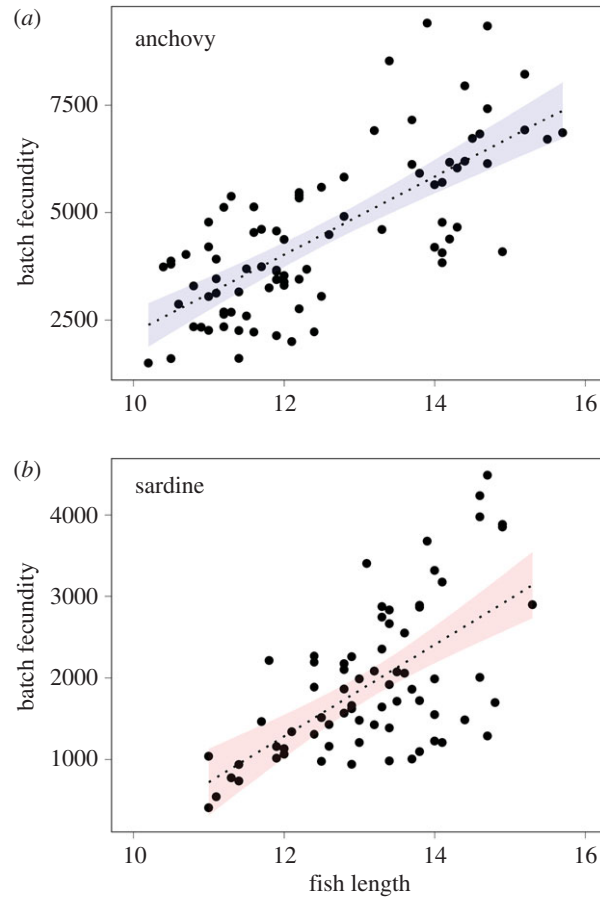 (a)
anchovy
batch fecundity
7500
5000
2500
10 12 14 16
(b)
sardine
batch fecundity
4000
3000
2000
1000
10 12 14 16
fish length